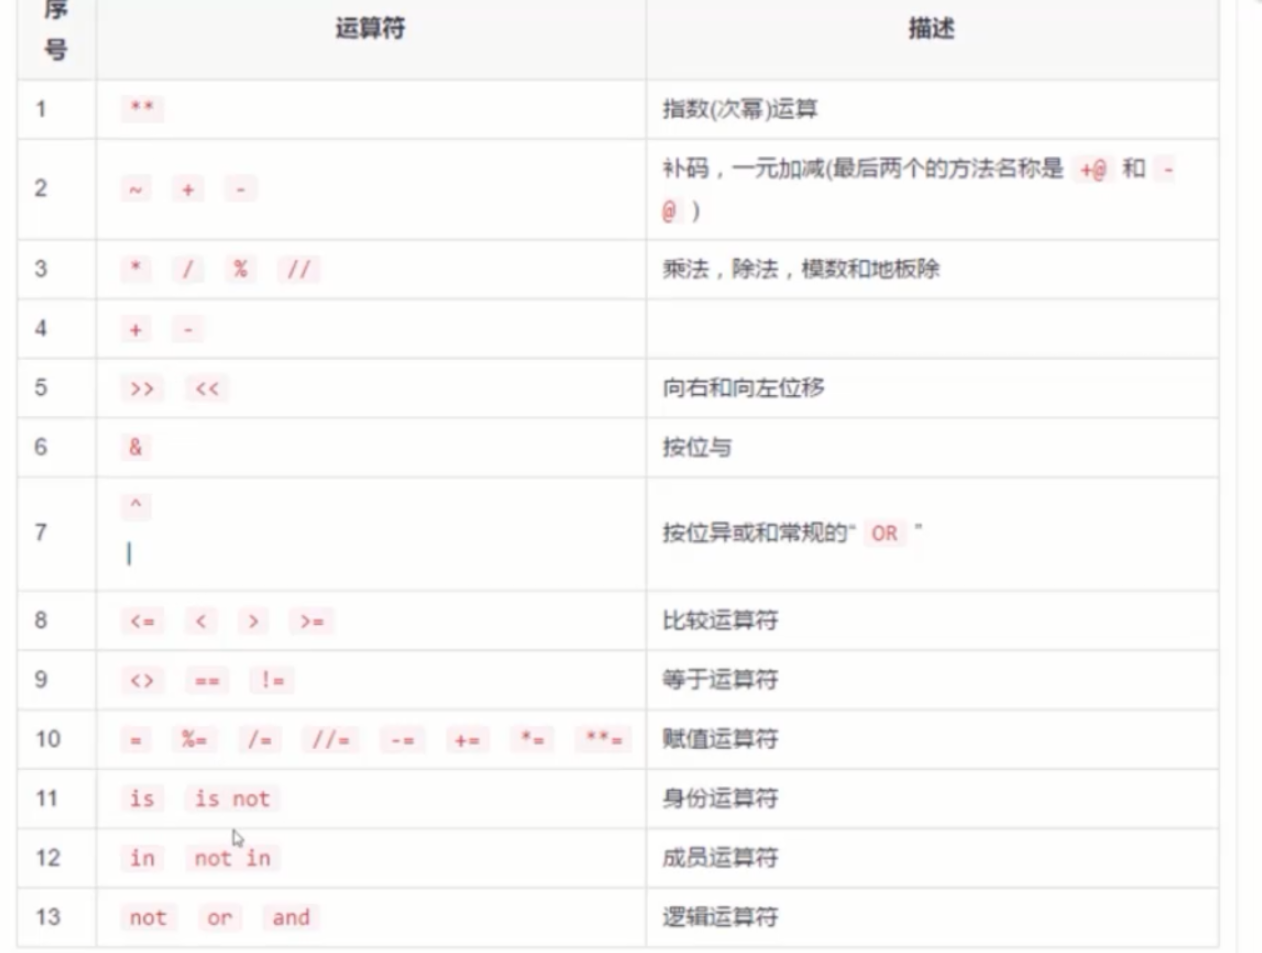 序号 运算符 描述
1 ** 指数(次幂)运算
2 ~ + - 补码，一元加减(最后两个的方法名称是 +@ 和 -
@ )
3 * / % // 乘法，除法，模数和地板除
4 + -
5 >> << 向右和向左位移
6 & 按位与
7 ^
| 按位异或和常规的“ OR ”
8 <= < > >= 比较运算符
9 <> == != 等于运算符
10 = %= /= //= -= += *= **= 赋值运算符
11 is is not 身份运算符
12 in not in 成员运算符
13 not or and 逻辑运算符